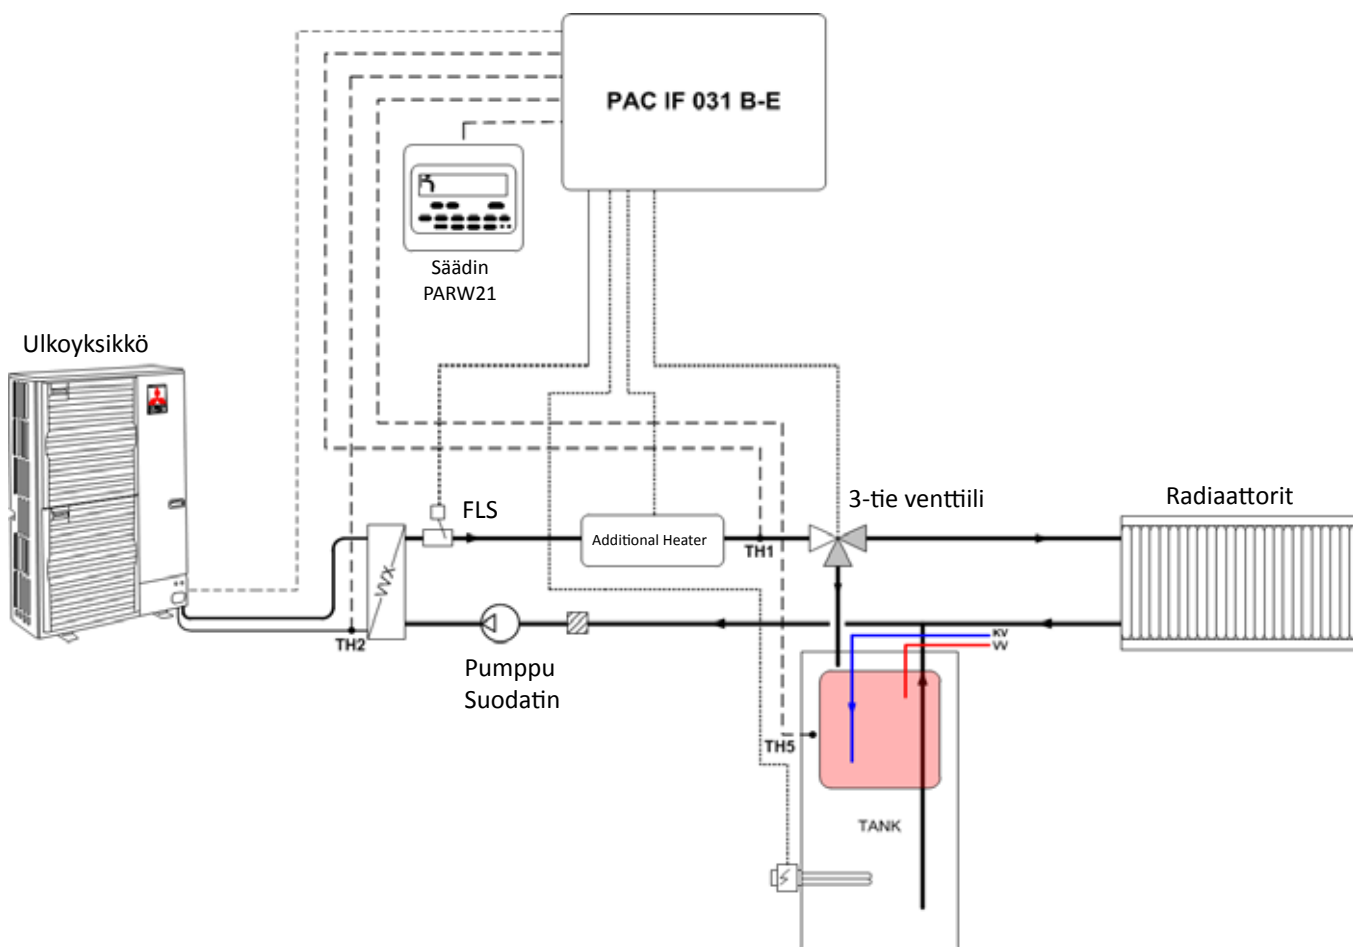 PAC IF 031 B-E
Säädin
PARW21
Ulkoyksikkö
FLS
Additional Heater
TH1
3-tie venttiili
Radiaattorit
VVX
TH2
Pumppu
Suodatin
KV
VV
TH5
TANK